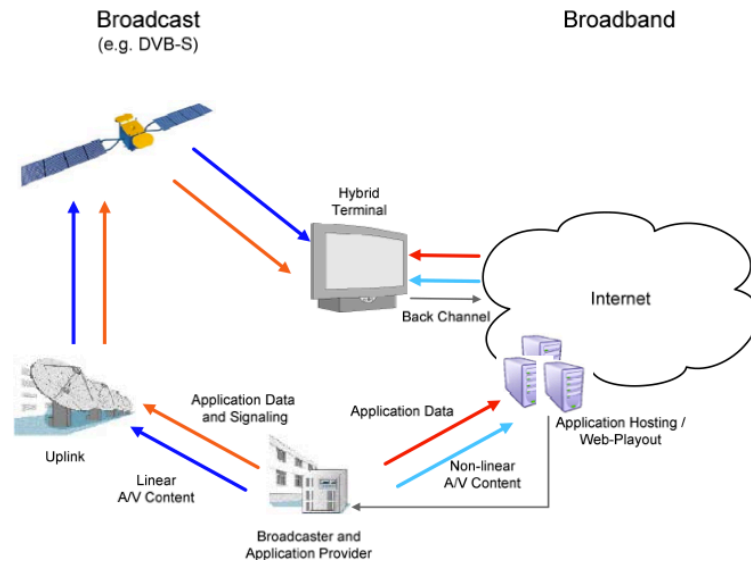 Broadcast
(e.g. DVB-S)
Broadband
Hybrid
Terminal
Internet
Back Channel
Application Data
and Signaling
Application Data
Application Hosting /
Web-Playout
Uplink
Linear
A/V Content
Non-linear
A/V Content
Broadcaster and
Application Provider